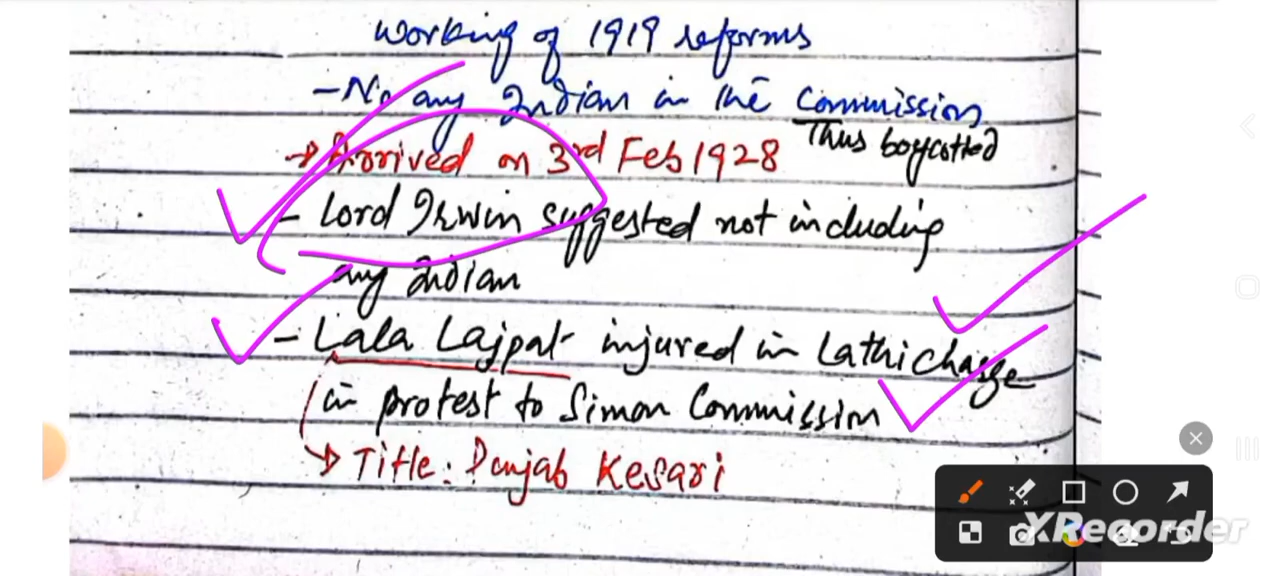 working of 1919 reforms
- No any Indian in the Commission
Thus boycotted
→ Arrived on 3rd Feb 1928
- Lord Irwin suggested not including
any Indian
- Lala Lajpat injured in Lathicharge
in protest to Simon Commission
→ Title: Punjab Kesari
XRecorder